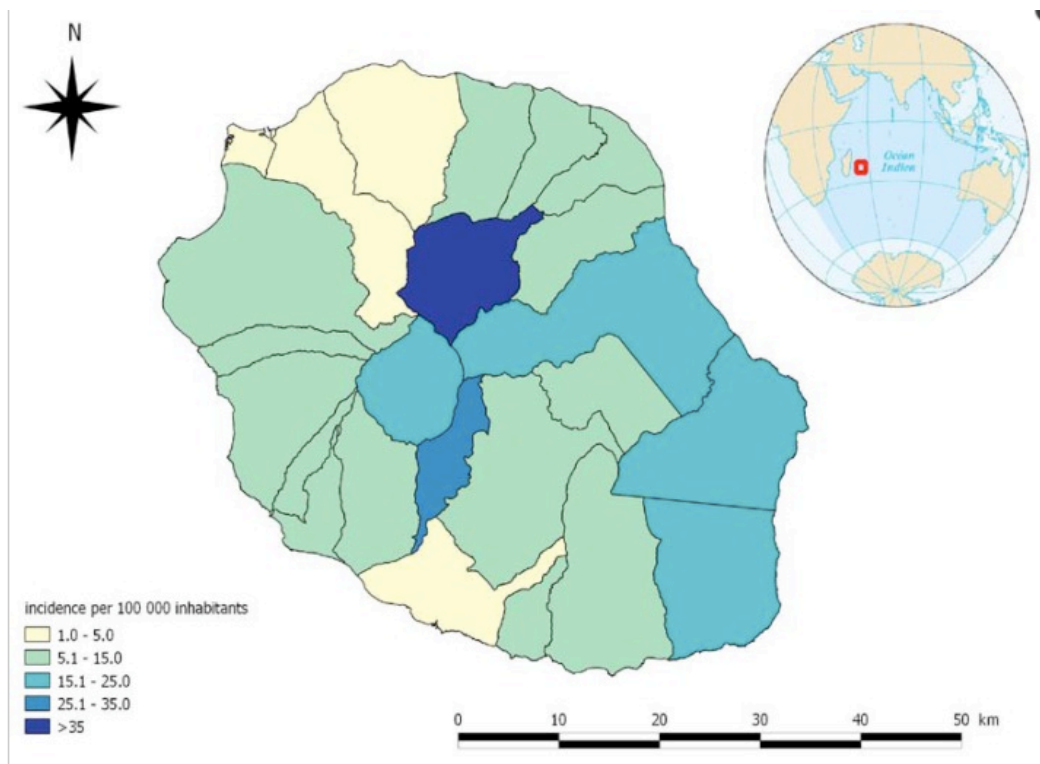 N
Océan
Indien
incidence per 100 000 inhabitants
1.0 - 5.0
5.1 - 15.0
15.1 - 25.0
25.1 - 35.0
>35
0 10 20 30 40 50 km